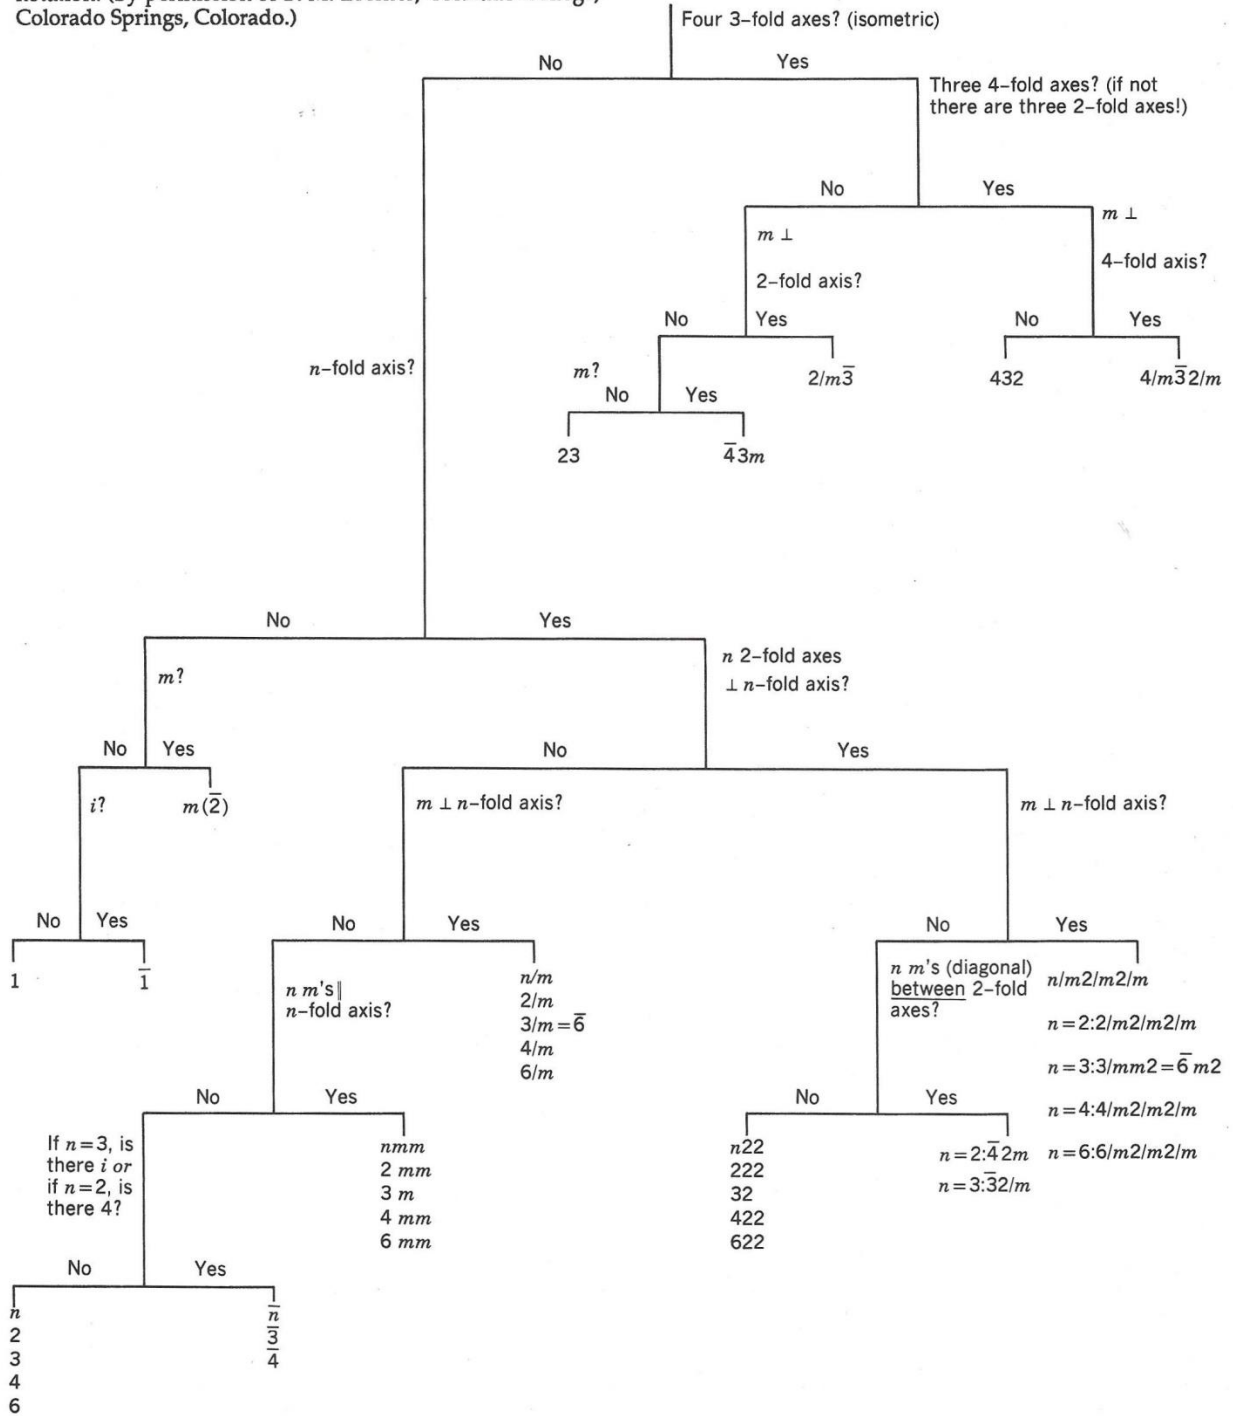 Colorado Springs, Colorado.)
Four 3-fold axes? (isometric)
No
Yes
Three 4-fold axes? (if not
there are three 2-fold axes!)
No
Yes
m ⊥
2-fold axis?
m ⊥
4-fold axis?
No
Yes
No
Yes
m?
2/m3̅
432
4/m3̅2/m
No
Yes
23
4̅3m
n-fold axis?
No
Yes
m?
n 2-fold axes
⊥ n-fold axis?
No
Yes
No
Yes
i?
m(2̅)
m ⊥ n-fold axis?
m ⊥ n-fold axis?
No
Yes
No
Yes
No
Yes
1
1̅
n m's ||
n-fold axis?
n/m
2/m
3/m=6̅
4/m
6/m
n m's (diagonal)
between 2-fold
axes?
n/m2/m2/m
n=2:2/m2/m2/m
n=3:3/mm2=6̅m2
n=4:4/m2/m2/m
n=6:6/m2/m2/m
No
Yes
No
Yes
If n=3, is
there i or
if n=2, is
there 4?
nmm
2 mm
3 m
4 mm
6 mm
n22
222
32
422
622
n=2:4̅2m
n=3:3̅2/m
No
Yes
n
2
3
4
6
n̅
3̅
4̅